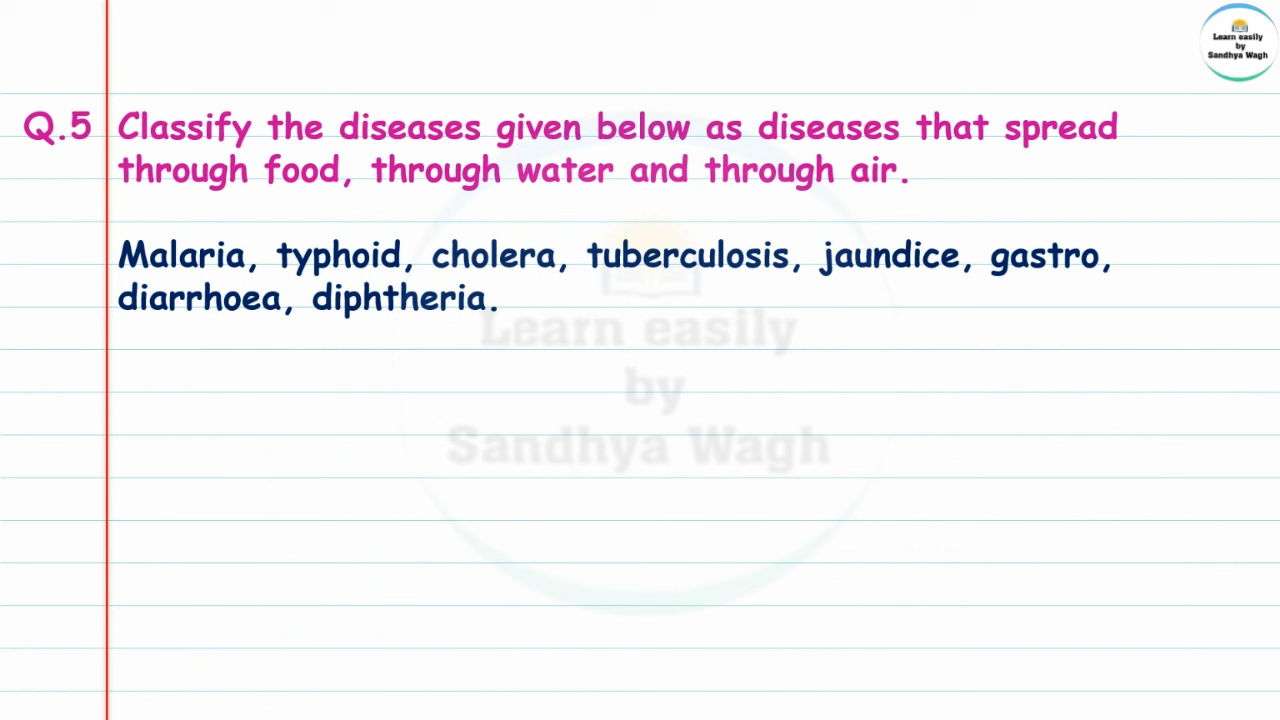 Learn easily
by
Sandhya Wagh
Q.5 Classify the diseases given below as diseases that spread
through food, through water and through air.
Malaria, typhoid, cholera, tuberculosis, jaundice, gastro,
diarrhoea, diphtheria.
Learn easily
by
Sandhya Wagh